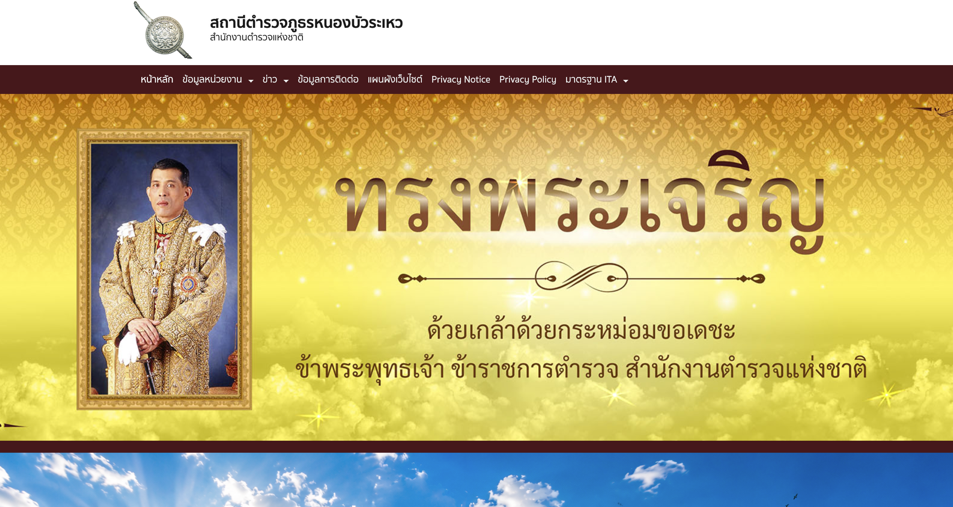 สถานีตำรวจภูธรหนองบัวระเหว
สำนักงานตำรวจแห่งชาติ
หน้าหลัก ข้อมูลหน่วยงาน ข่าว ข้อมูลการติดต่อ แผนผังเว็บไซต์ Privacy Notice Privacy Policy มาตรฐาน ITA
ทรงพระเจริญ
ด้วยเกล้าด้วยกระหม่อมขอเดชะ
ข้าพระพุทธเจ้า ข้าราชการตำรวจ สำนักงานตำรวจแห่งชาติ